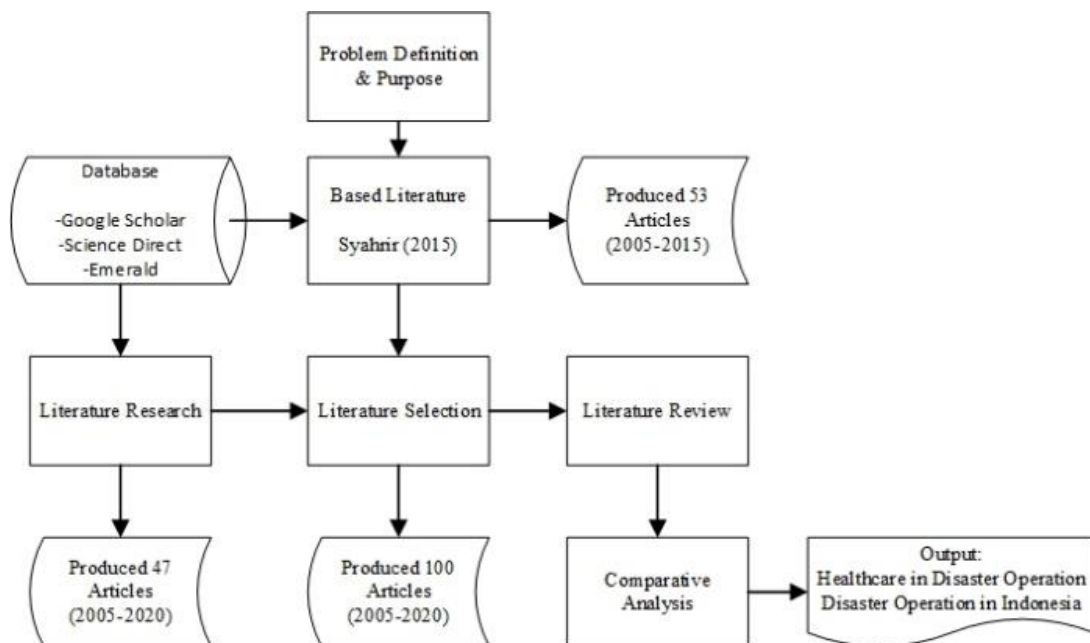 Problem Definition
& Purpose
Database
-Google Scholar
-Science Direct
-Emerald
Based Literature
Syahrir (2015)
Produced 53
Articles
(2005-2015)
Literature Research
Literature Selection
Literature Review
Produced 47
Articles
(2005-2020)
Produced 100
Articles
(2005-2020)
Comparative
Analysis
Output:
Healthcare in Disaster Operation
Disaster Operation in Indonesia